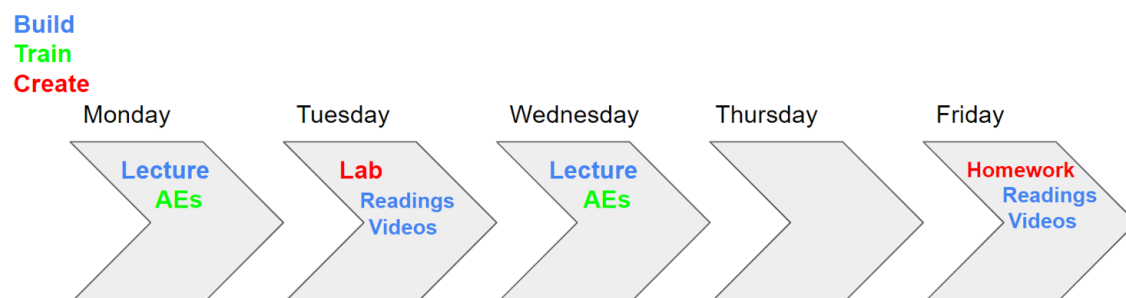 Build
Train
Create
Monday
Tuesday
Wednesday
Thursday
Friday
Lecture
AEs
Lab
Readings
Videos
Lecture
AEs
Homework
Readings
Videos